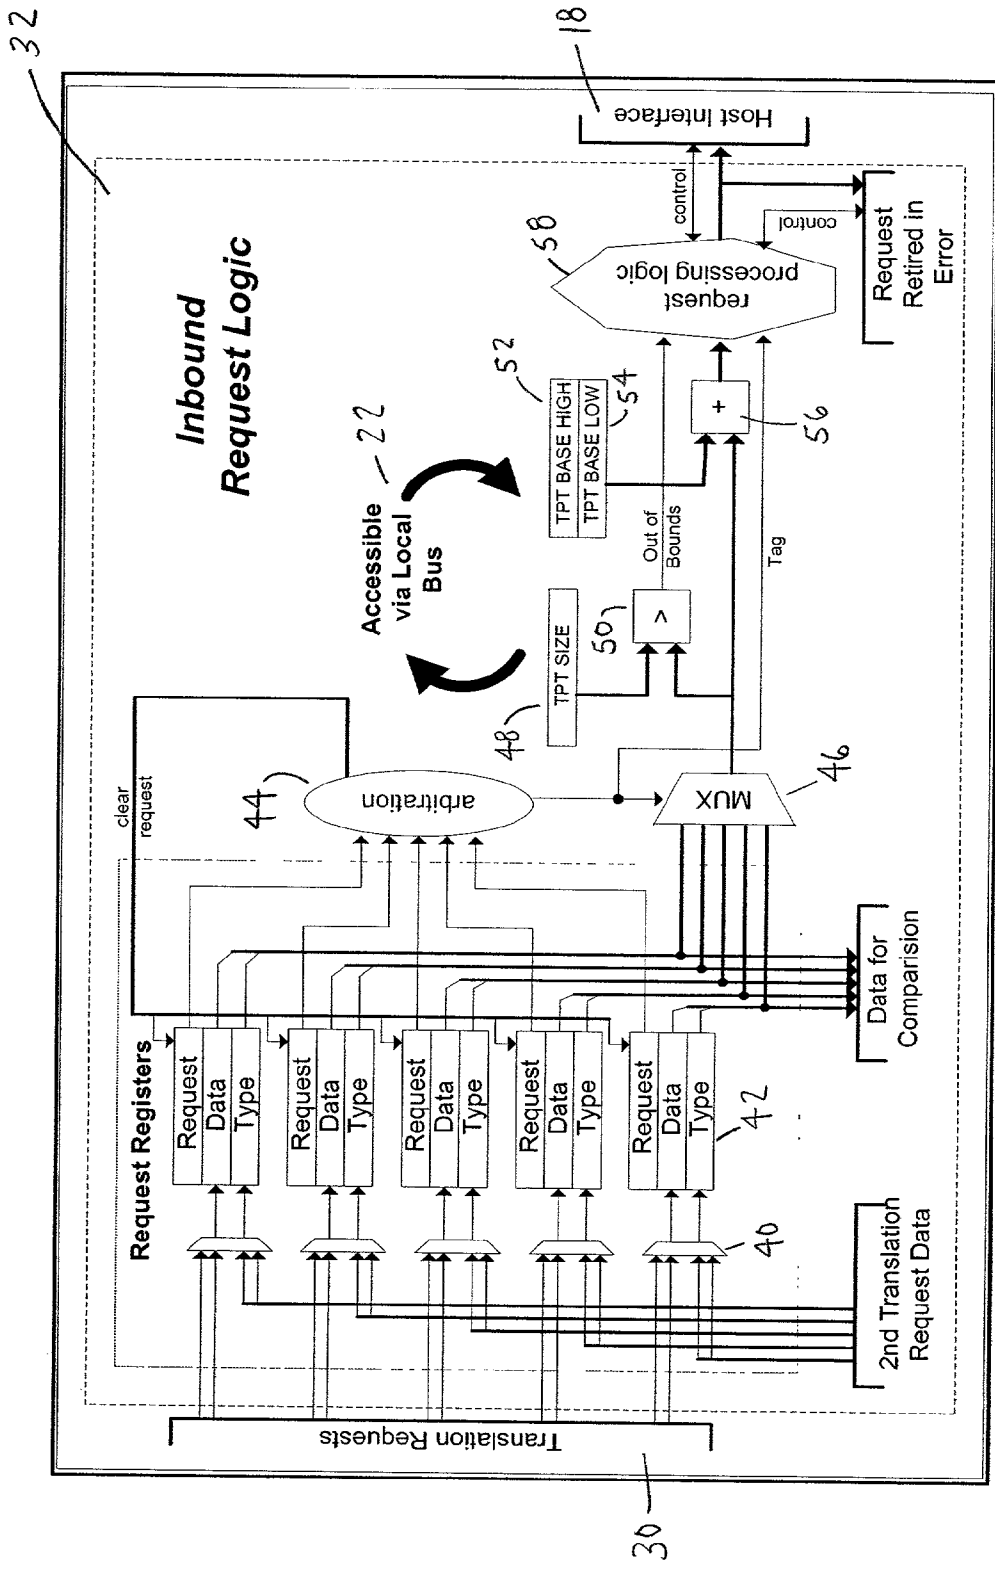 32
Inbound
Request Logic
Accessible
via Local
Bus
22
clear
request
Request Registers
Request
Data
Type
Request
Data
Type
Request
Data
Type
Request
Data
Type
Request
Data
Type
42
40
Translation Requests
30
2nd Translation
Request Data
Data for
Comparision
arbitration
44
MUX
46
TPT SIZE
48
>
50
Out of
Bounds
Tag
TPT BASE HIGH
TPT BASE LOW
52
54
+
56
request
processing logic
58
control
control
Host Interface
18
Request
Retired in
Error